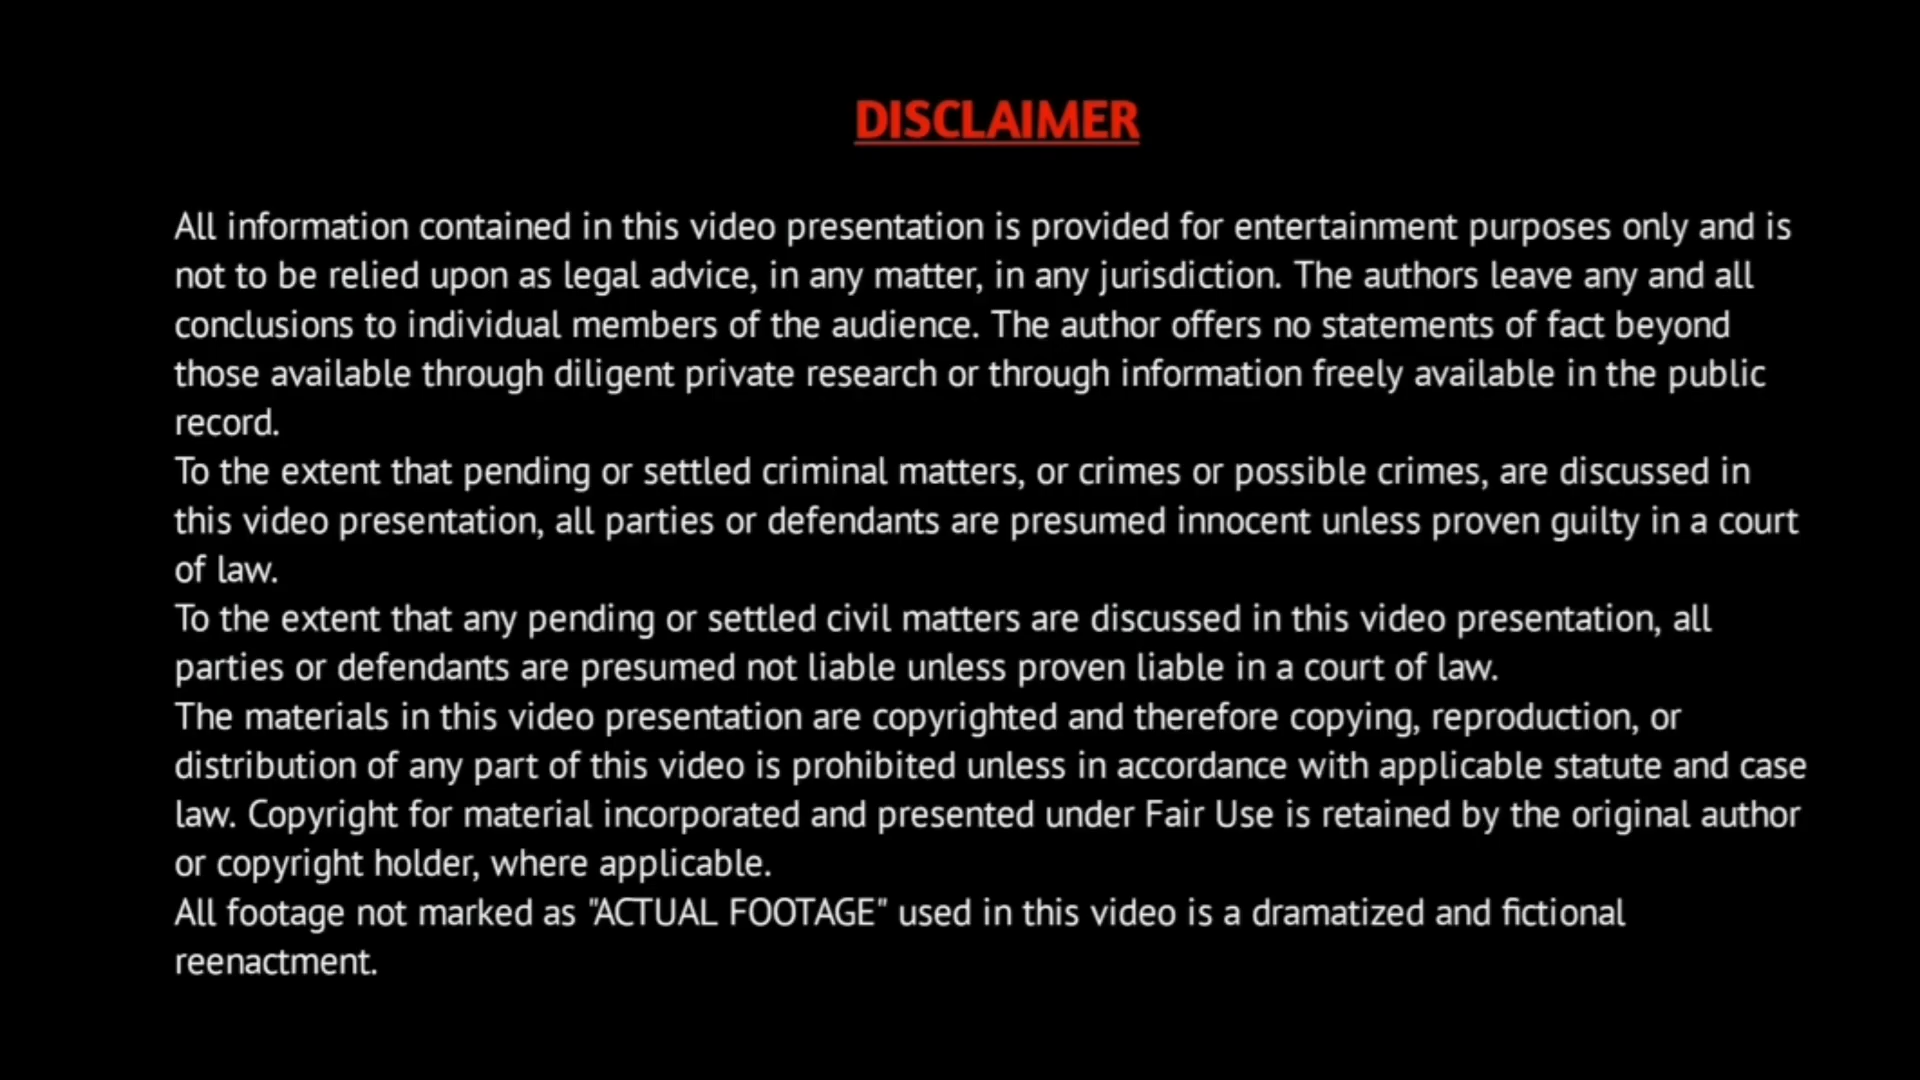 DISCLAIMER
All information contained in this video presentation is provided for entertainment purposes only and is
not to be relied upon as legal advice, in any matter, in any jurisdiction. The authors leave any and all
conclusions to individual members of the audience. The author offers no statements of fact beyond
those available through diligent private research or through information freely available in the public
record.
To the extent that pending or settled criminal matters, or crimes or possible crimes, are discussed in
this video presentation, all parties or defendants are presumed innocent unless proven guilty in a court
of law.
To the extent that any pending or settled civil matters are discussed in this video presentation, all
parties or defendants are presumed not liable unless proven liable in a court of law.
The materials in this video presentation are copyrighted and therefore copying, reproduction, or
distribution of any part of this video is prohibited unless in accordance with applicable statute and case
law. Copyright for material incorporated and presented under Fair Use is retained by the original author
or copyright holder, where applicable.
All footage not marked as "ACTUAL FOOTAGE" used in this video is a dramatized and fictional
reenactment.